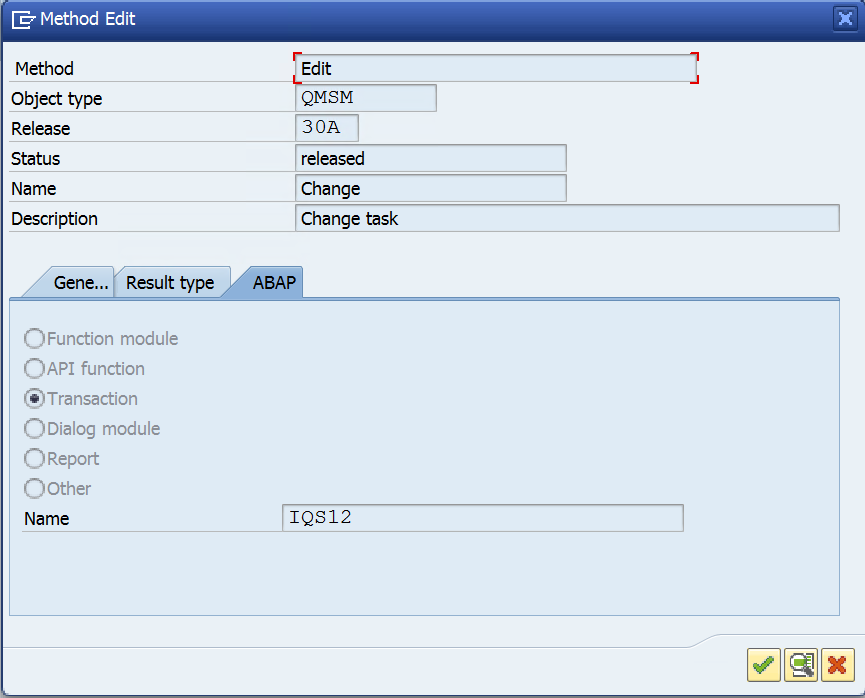 Method Edit
Method Edit
Object type QMSM
Release 30A
Status released
Name Change
Description Change task
Gene... Result type ABAP
Function module
API function
Transaction
Dialog module
Report
Other
Name IQS12